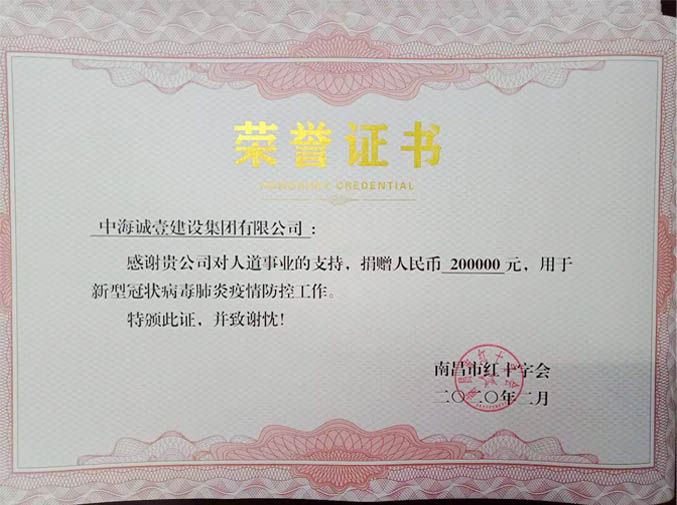 荣誉证书
HONORARY CREDENTIAL
中海诚壹建设集团有限公司：
感谢贵公司对人道事业的支持，捐赠人民币 200000 元，用于
新型冠状病毒肺炎疫情防控工作。
特颁此证，并致谢忱！
南昌市红十字会
二〇二〇年二月